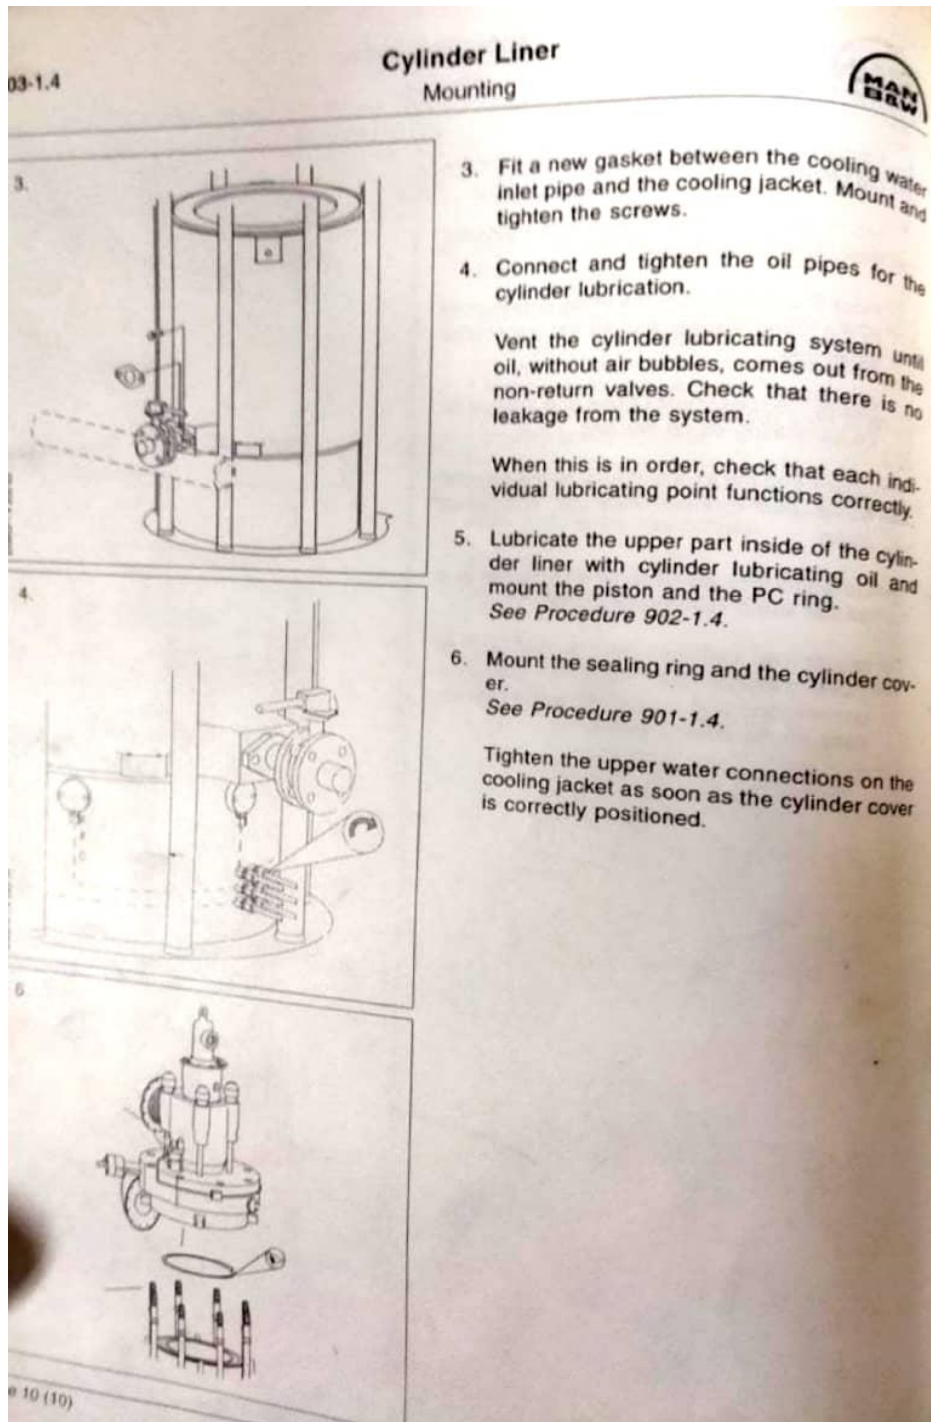 Cylinder Liner
03-1.4
Mounting
MAN
B&W
3.
3. Fit a new gasket between the cooling water
inlet pipe and the cooling jacket. Mount and
tighten the screws.
4. Connect and tighten the oil pipes for the
cylinder lubrication.
Vent the cylinder lubricating system until
oil, without air bubbles, comes out from the
non-return valves. Check that there is no
leakage from the system.
When this is in order, check that each indi-
vidual lubricating point functions correctly.
4.
5. Lubricate the upper part inside of the cylin-
der liner with cylinder lubricating oil and
mount the piston and the PC ring.
See Procedure 902-1.4.
6. Mount the sealing ring and the cylinder cov-
er.
See Procedure 901-1.4.
Tighten the upper water connections on the
cooling jacket as soon as the cylinder cover
is correctly positioned.
6
e 10 (10)